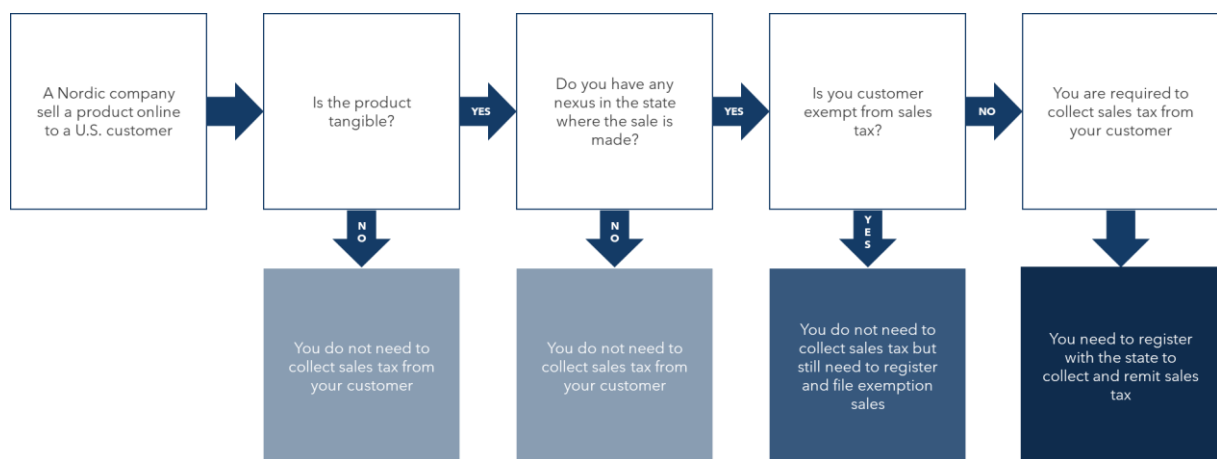 A Nordic company
sell a product online
to a U.S. customer
Is the product
tangible?
YES
Do you have any
nexus in the state
where the sale is
made?
YES
Is you customer
exempt from sales
tax?
NO
You are required to
collect sales tax from
your customer
NO
NO
YES
You do not need to
collect sales tax from
your customer
You do not need to
collect sales tax from
your customer
You do not need to
collect sales tax but
still need to register
and file exemption
sales
You need to register
with the state to
collect and remit sales
tax